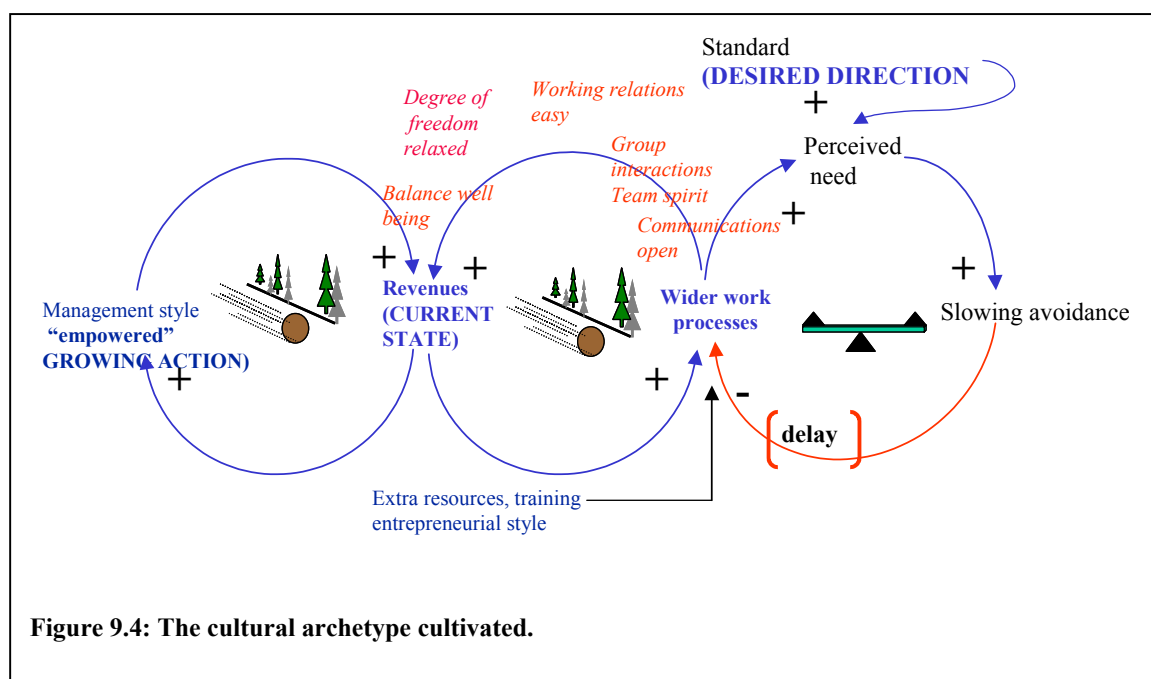 Standard
(DESIRED DIRECTION
+
Degree of
freedom
relaxed
Working relations
easy
Group
interactions
Team spirit
Perceived
need
+
Balance well
being
Communications
open
+
+
+
Management style
“empowered”
GROWING ACTION)
+
Revenues
(CURRENT
STATE)
Wider work
processes
+
-
Slowing avoidance
delay
Extra resources, training
entrepreneurial style
Figure 9.4: The cultural archetype cultivated.